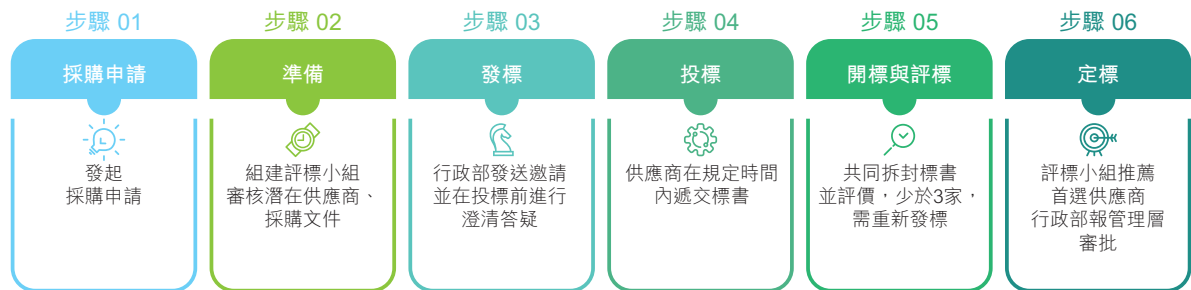 步驟 01
採購申請
發起
採購申請
步驟 02
準備
組建評標小組
審核潛在供應商、
採購文件
步驟 03
發標
行政部發送邀請
並在投標前進行
澄清答疑
步驟 04
投標
供應商在規定時間
內遞交標書
步驟 05
開標與評標
共同拆封標書
並評價，少於3家，
需重新發標
步驟 06
定標
評標小組推薦
首選供應商
行政部報管理層
審批